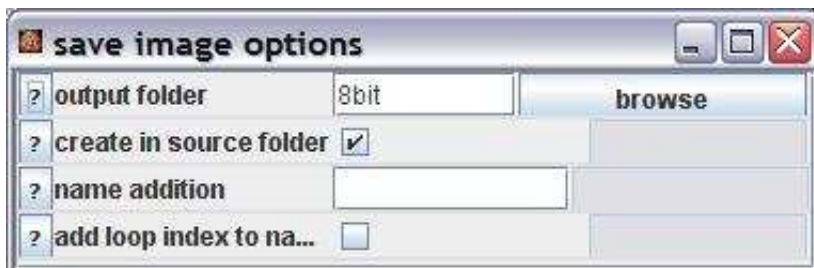 save image options
? output folder 8bit browse
? create in source folder
? name addition
? add loop index to na...